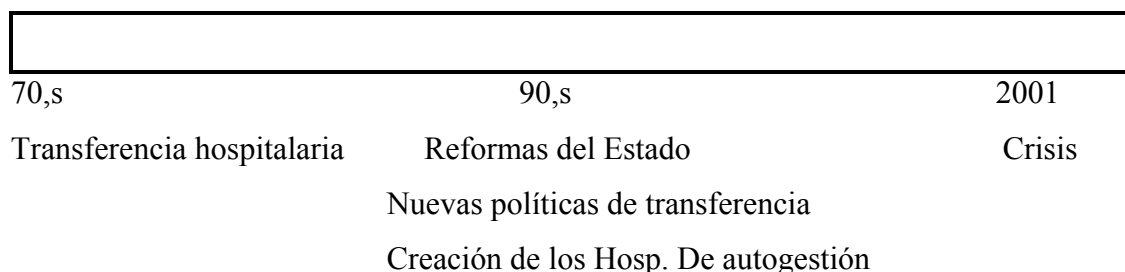 70,s 90,s 2001
Transferencia hospitalaria Reformas del Estado Crisis
Nuevas políticas de transferencia
Creación de los Hosp. De autogestión